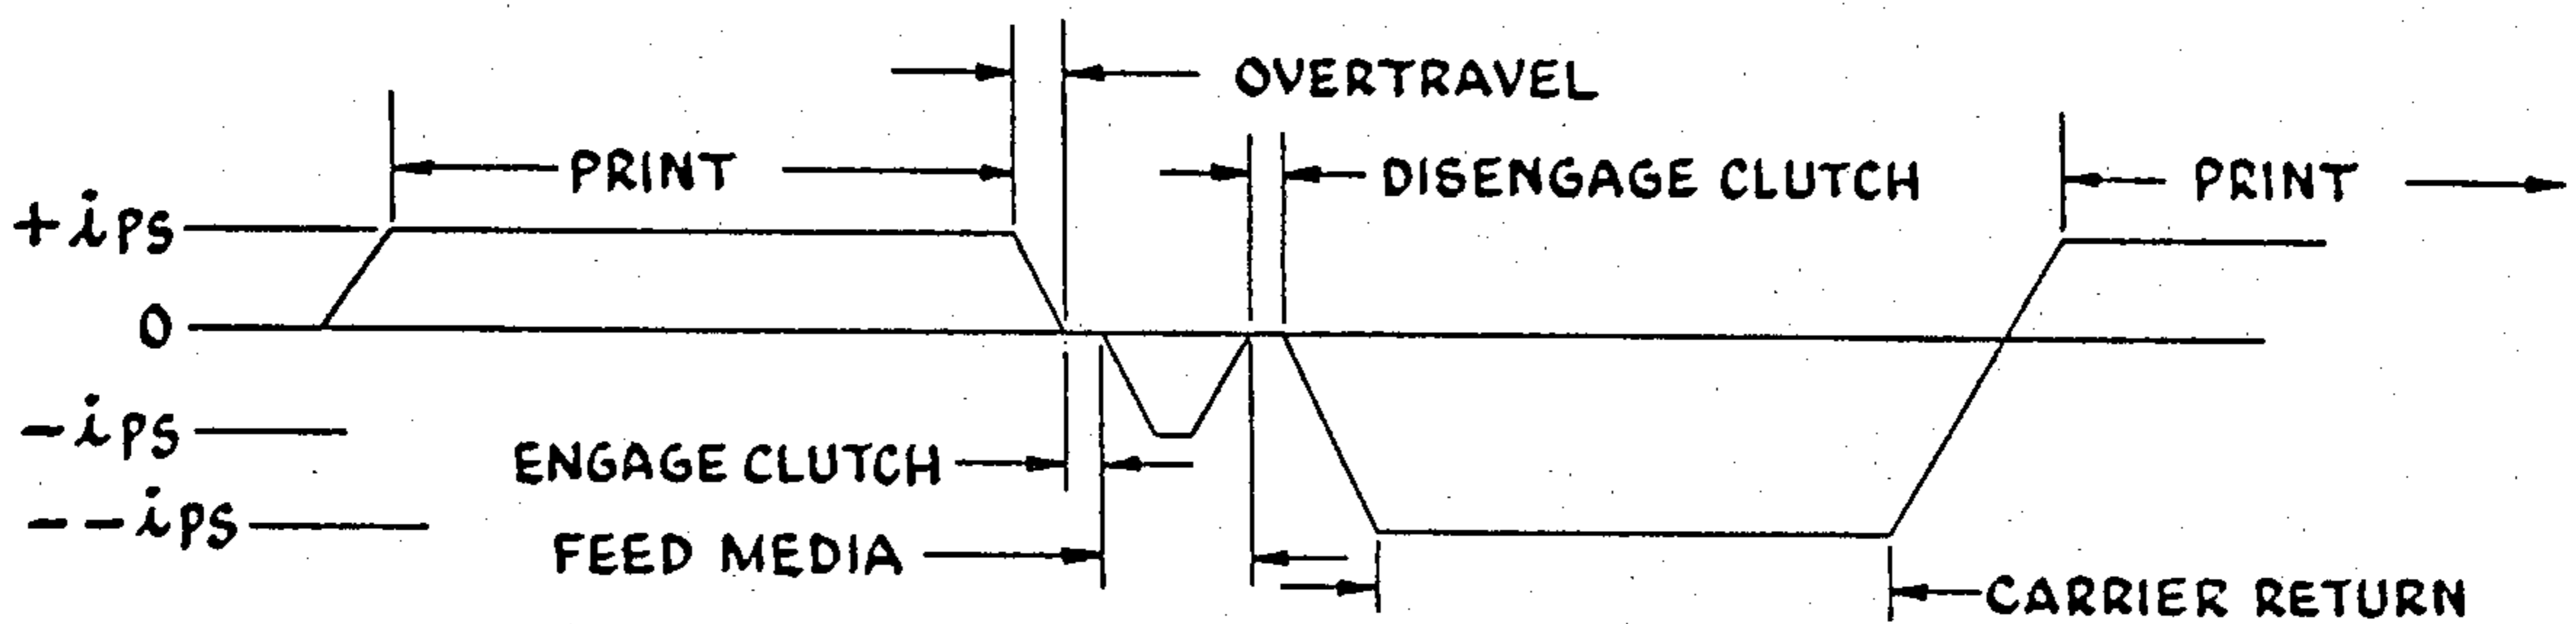 OVERTRAVEL
PRINT
DISENGAGE CLUTCH
PRINT
+ips
0
-ips
ENGAGE CLUTCH
--ips
FEED MEDIA
CARRIER RETURN